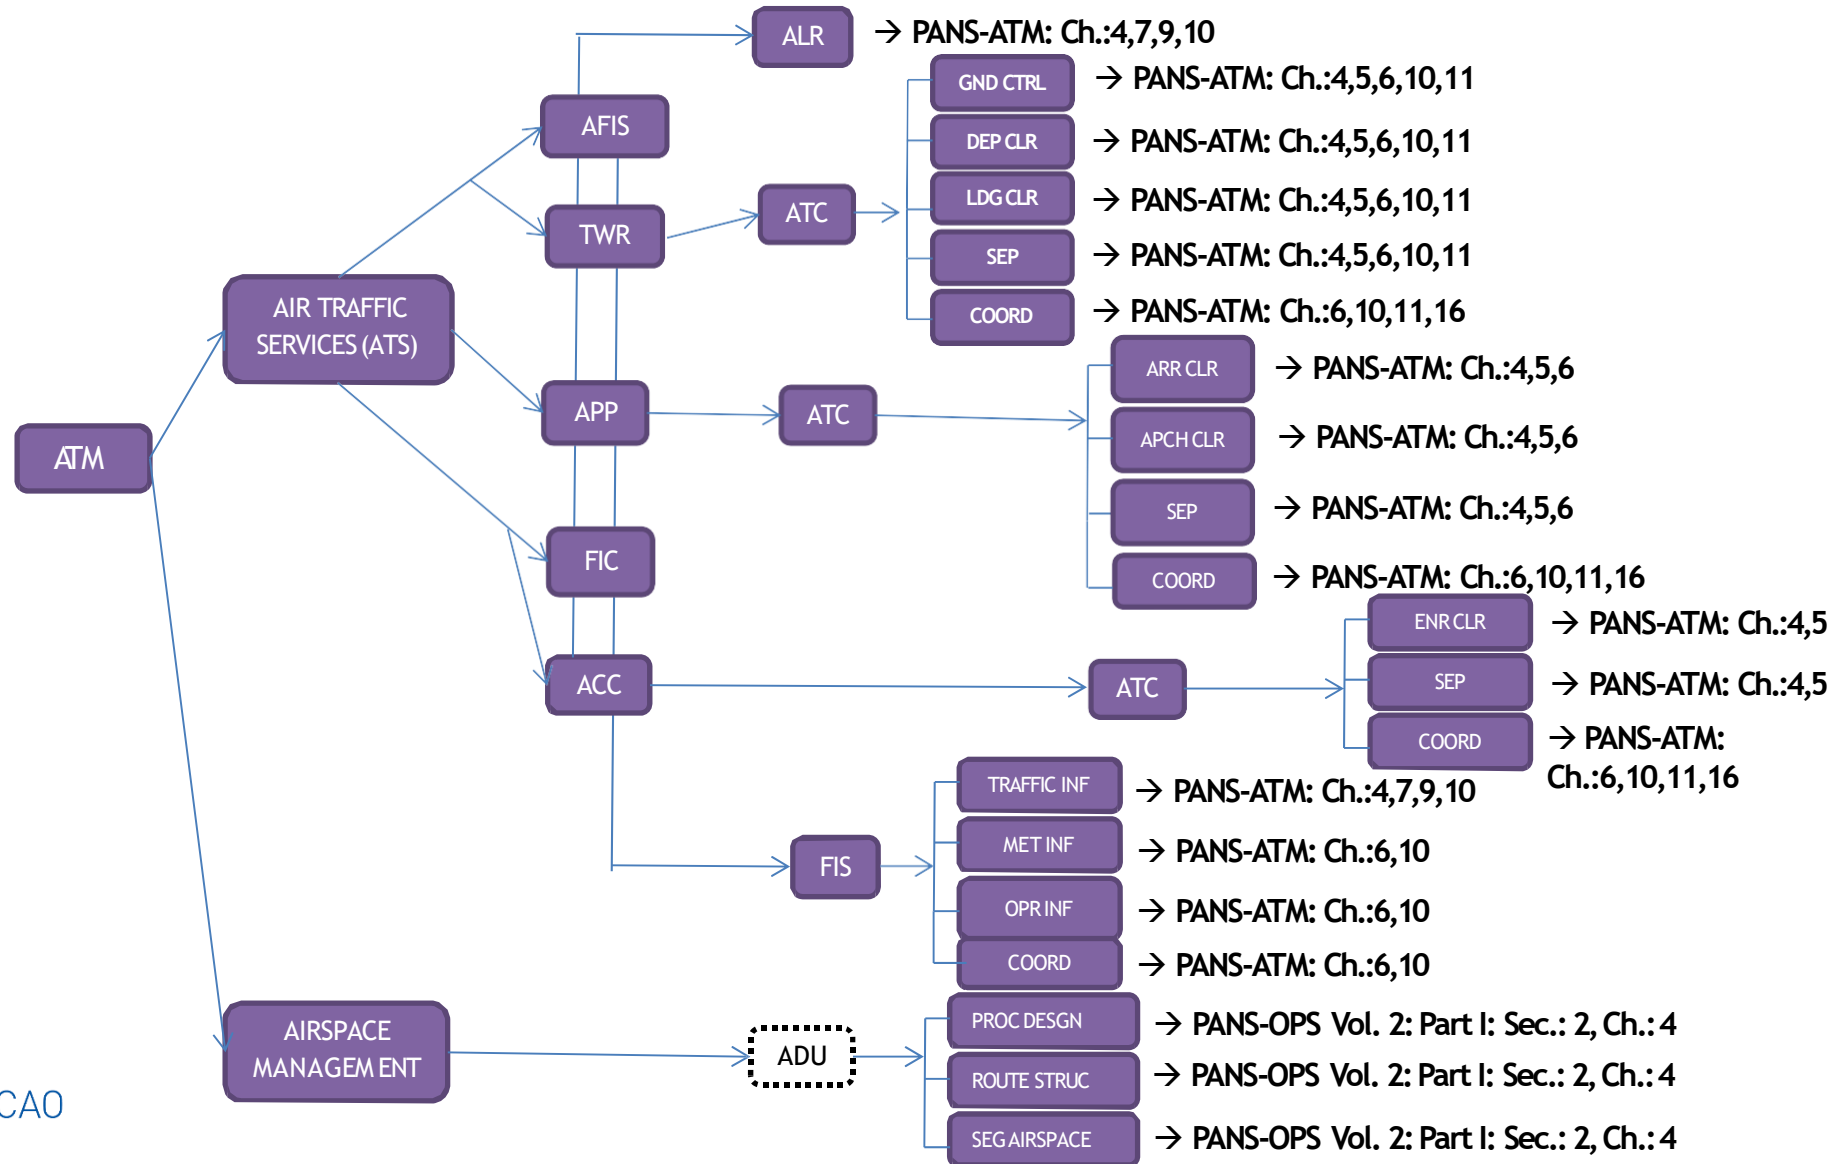 ALR
→ PANS-ATM: Ch.:4,7,9,10
GND CTRL
→ PANS-ATM: Ch.:4,5,6,10,11
AFIS
DEP CLR
→ PANS-ATM: Ch.:4,5,6,10,11
LDG CLR
→ PANS-ATM: Ch.:4,5,6,10,11
ATC
TWR
SEP
→ PANS-ATM: Ch.:4,5,6,10,11
COORD
→ PANS-ATM: Ch.:6,10,11,16
AIR TRAFFIC
SERVICES (ATS)
ARR CLR
→ PANS-ATM: Ch.:4,5,6
APP
ATC
APCH CLR
→ PANS-ATM: Ch.:4,5,6
ATM
SEP
→ PANS-ATM: Ch.:4,5,6
FIC
COORD
→ PANS-ATM: Ch.:6,10,11,16
ENR CLR
→ PANS-ATM: Ch.:4,5
ACC
ATC
SEP
→ PANS-ATM: Ch.:4,5
COORD
→ PANS-ATM:
Ch.:6,10,11,16
TRAFFIC INF
→ PANS-ATM: Ch.:4,7,9,10
MET INF
→ PANS-ATM: Ch.:6,10
FIS
OPR INF
→ PANS-ATM: Ch.:6,10
COORD
→ PANS-ATM: Ch.:6,10
AIRSPACE
MANAGEMENT
ADU
PROC DESGN
→ PANS-OPS Vol. 2: Part I: Sec.: 2, Ch.: 4
ROUTE STRUC
→ PANS-OPS Vol. 2: Part I: Sec.: 2, Ch.: 4
SEG AIRSPACE
→ PANS-OPS Vol. 2: Part I: Sec.: 2, Ch.: 4
CAO